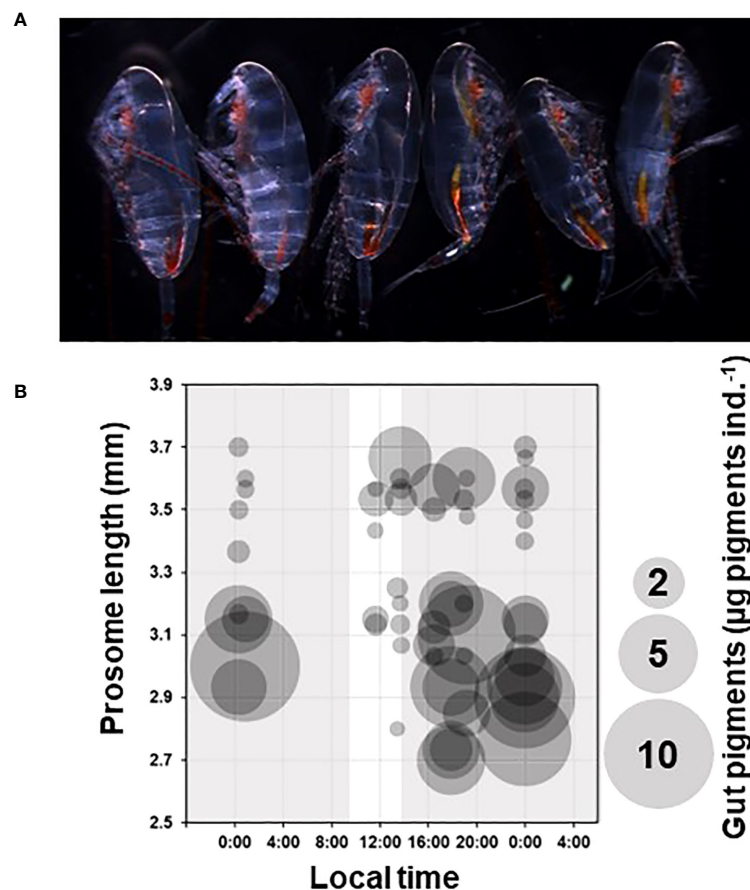 A
B
Prosome length (mm)
3.9
3.7
3.5
3.3
3.1
2.9
2.7
2.5
0:00 4:00 8:00 12:00 16:00 20:00 0:00 4:00
Local time
2
5
10
Gut pigments (µg pigments ind.-1)